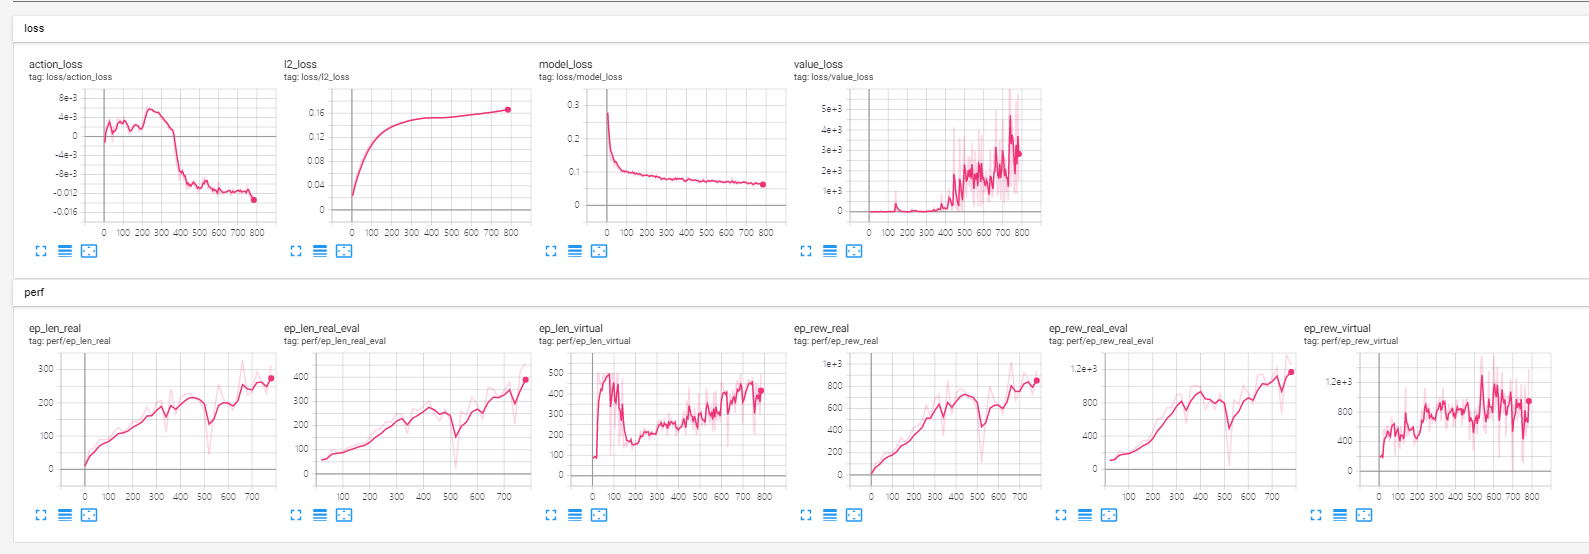 loss
action_loss
tag: loss/action_loss
8e-3
4e-3
0
-4e-3
-8e-3
-0.012
-0.016
0 100 200 300 400 500 600 700 800
l2_loss
tag: loss/l2_loss
0.16
0.12
0.08
0.04
0
0 100 200 300 400 500 600 700 800
model_loss
tag: loss/model_loss
0.3
0.2
0.1
0
0 100 200 300 400 500 600 700 800
value_loss
tag: loss/value_loss
5e+3
4e+3
3e+3
2e+3
1e+3
0
0 100 200 300 400 500 600 700 800
perf
ep_len_real
tag: perf/ep_len_real
300
200
100
0
0 100 200 300 400 500 600 700
ep_len_real_eval
tag: perf/ep_len_real_eval
400
300
200
100
0
100 200 300 400 500 600 700
ep_len_virtual
tag: perf/ep_len_virtual
500
400
300
200
100
0
0 100 200 300 400 500 600 700 800
ep_rew_real
tag: perf/ep_rew_real
1e+3
800
600
400
200
0
0 100 200 300 400 500 600 700
ep_rew_real_eval
tag: perf/ep_rew_real_eval
1.2e+3
800
400
0
100 200 300 400 500 600 700
ep_rew_virtual
tag: perf/ep_rew_virtual
1.2e+3
800
400
0
0 100 200 300 400 500 600 700 800